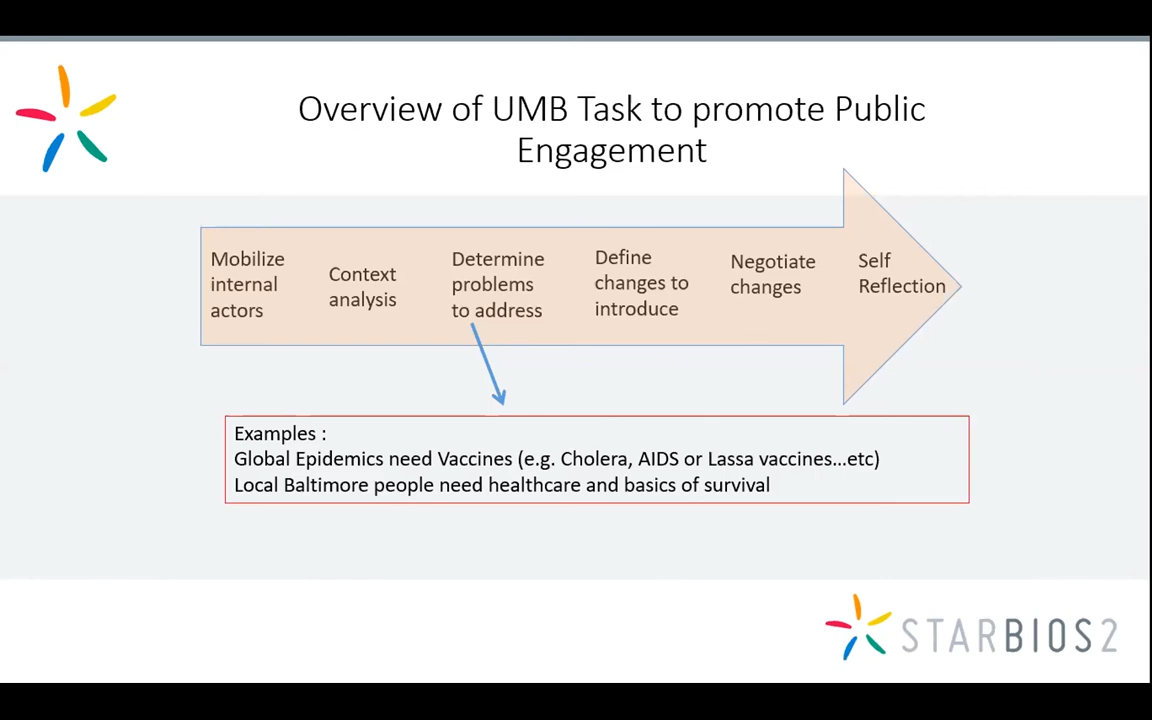 Overview of UMB Task to promote Public
Engagement
Mobilize
internal
actors
Context
analysis
Determine
problems
to address
Define
changes to
introduce
Negotiate
changes
Self
Reflection
Examples :
Global Epidemics need Vaccines (e.g. Cholera, AIDS or Lassa vaccines...etc)
Local Baltimore people need healthcare and basics of survival
STARBIOS2